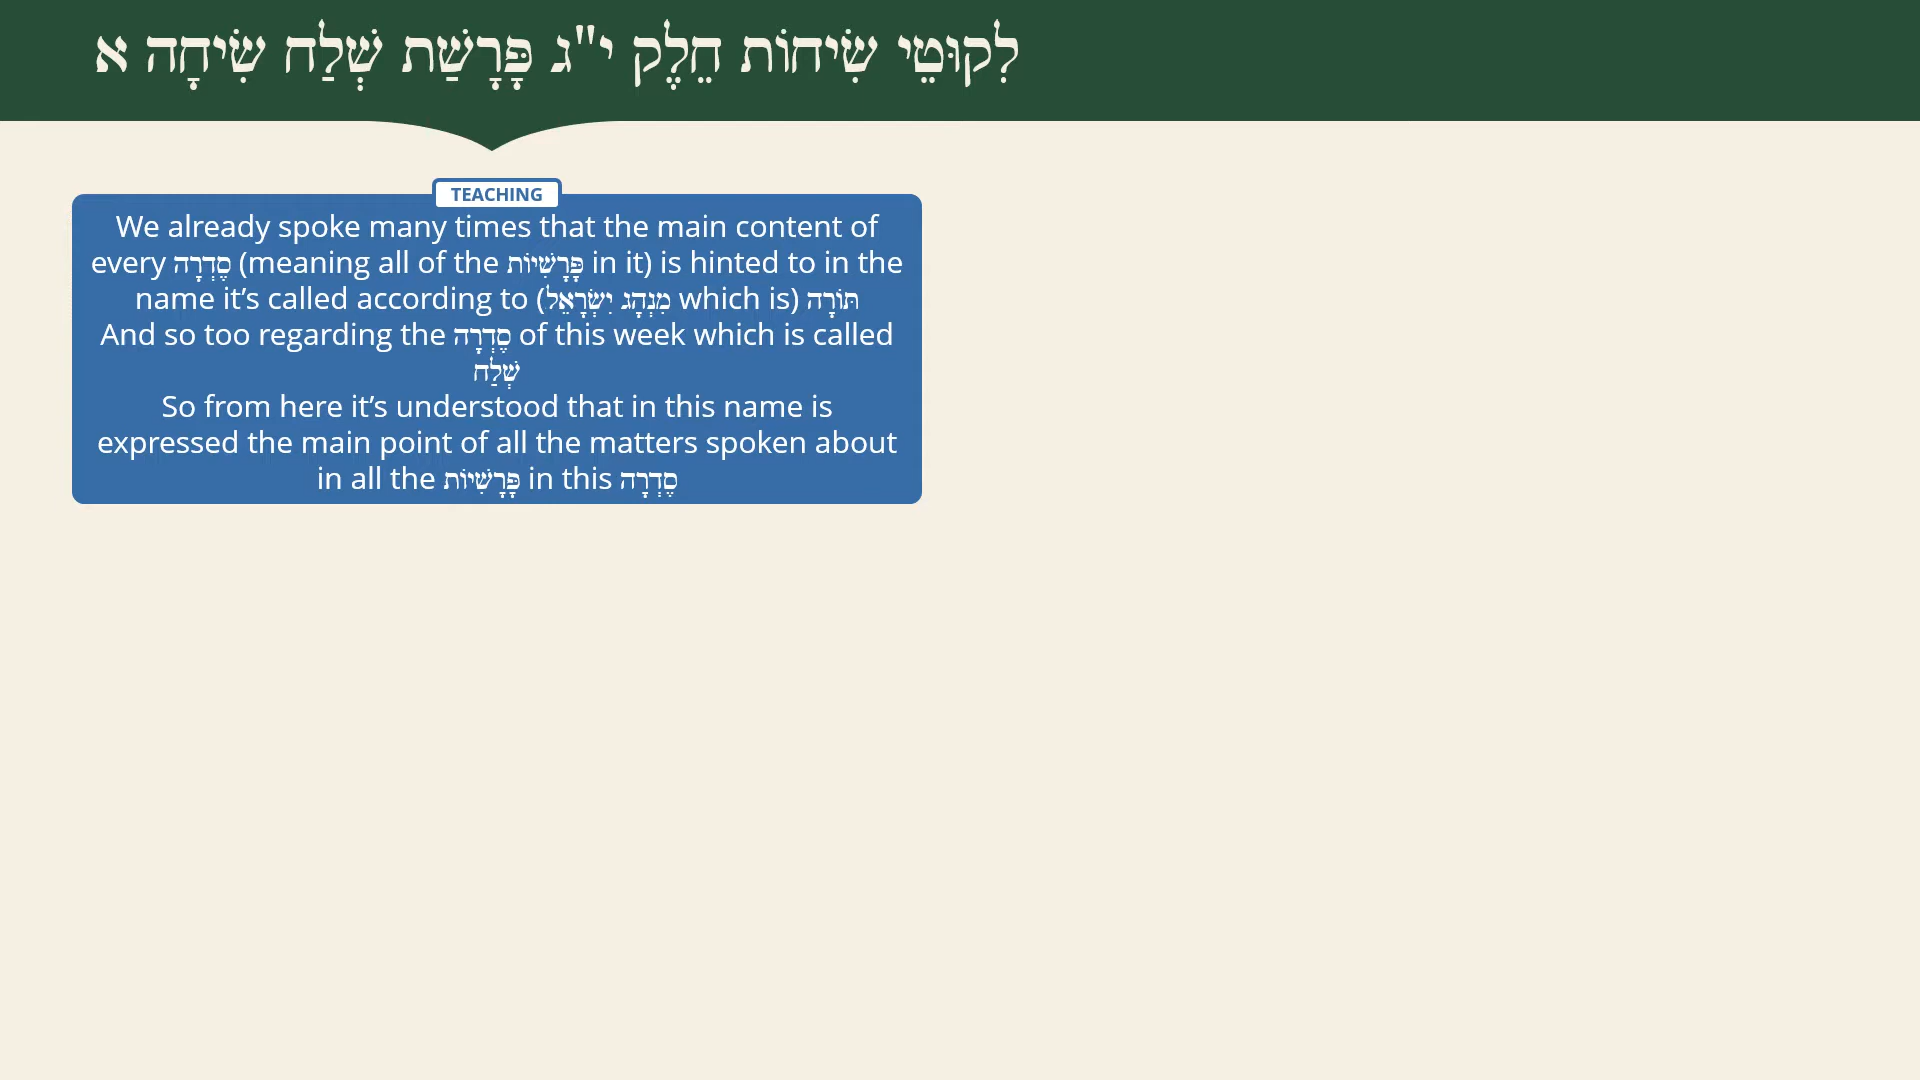 לִקוּטֵי שִׂיחוֹת חֵלֶק י"ג פָּרָשַׁת שְׁלַח שִׂיחָה א
TEACHING
We already spoke many times that the main content of
every סֶדְרָה (meaning all of the פָּרָשִׁיּוֹת in it) is hinted to in the
name it’s called according to (מִנְהָג יִשְׂרָאֵל which is) תּוֹרָה
And so too regarding the סֶדְרָה of this week which is called
שְׁלַח
So from here it’s understood that in this name is
expressed the main point of all the matters spoken about
in all the פָּרָשִׁיּוֹת in this סֶדְרָה